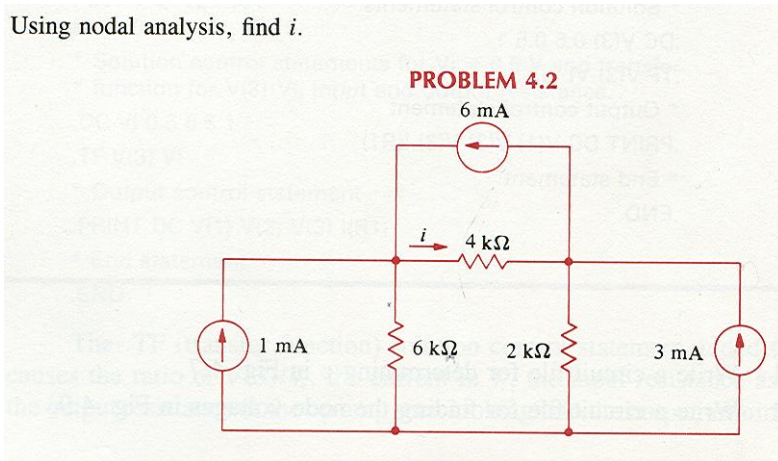 Using nodal analysis, find i.
PROBLEM 4.2
6 mA
i
4 kΩ
1 mA
6 kΩ
2 kΩ
3 mA